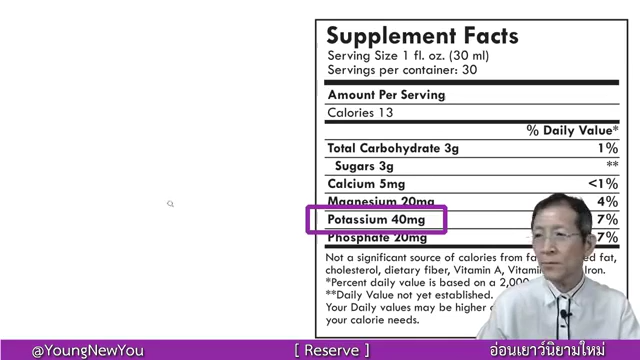 Supplement Facts
Serving Size 1 fl. oz. (30 ml)
Servings per container: 30
Amount Per Serving
Calories 13
% Daily Value*
Total Carbohydrate 3g 1%
Sugars 3g **
Calcium 5mg <1%
Magnesium 20mg 4%
Potassium 40mg 7%
Phosphate 20mg 7%
Not a significant source of calories from fat, fat,
cholesterol, dietary fiber, Vitamin A, Iron.
*Percent daily value is based on a
**Daily Value not yet established.
Your Daily values may be higher
your calorie needs.
@YoungNewYou [ Reserve ] อ่อนเยาว์นิยามใหม่